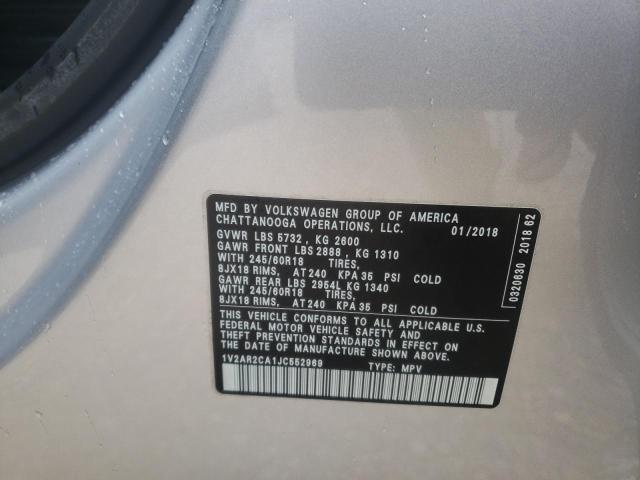 MFD BY VOLKSWAGEN GROUP OF AMERICA
CHATTANOOGA OPERATIONS, LLC. 01/2018
GVWR LBS 5732 , KG 2600
GAWR FRONT LBS 2888 , KG 1310
WITH 245/60R18 TIRES,
8JX18 RIMS, AT 240 KPA 35 PSI COLD
GAWR REAR LBS 2954L KG 1340
WITH 245/60R18 TIRES,
8JX18 RIMS, AT 240 KPA 35 PSI COLD
THIS VEHICLE CONFORMS TO ALL APPLICABLE U.S.
FEDERAL MOTOR VEHICLE SAFETY AND
THEFT PREVENTION STANDARDS IN EFFECT ON
THE DATE OF MANUFACTURE SHOWN ABOVE.
1V2AR2CA1JC552969 TYPE: MPV
0320630 2018 62